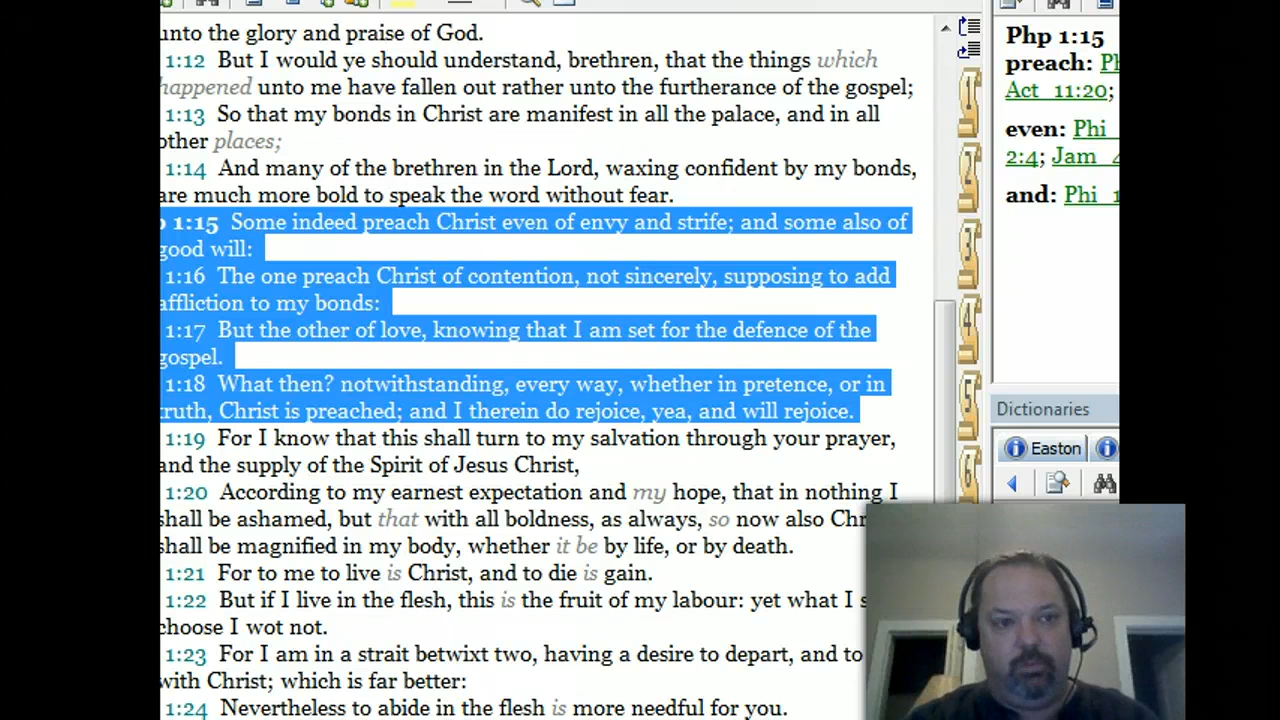 unto the glory and praise of God.
1:12 But I would ye should understand, brethren, that the things which
happened unto me have fallen out rather unto the furtherance of the gospel;
1:13 So that my bonds in Christ are manifest in all the palace, and in all
other places;
1:14 And many of the brethren in the Lord, waxing confident by my bonds,
are much more bold to speak the word without fear.
1:15 Some indeed preach Christ even of envy and strife; and some also of
good will:
1:16 The one preach Christ of contention, not sincerely, supposing to add
affliction to my bonds:
1:17 But the other of love, knowing that I am set for the defence of the
gospel.
1:18 What then? notwithstanding, every way, whether in pretence, or in
truth, Christ is preached; and I therein do rejoice, yea, and will rejoice.
1:19 For I know that this shall turn to my salvation through your prayer,
and the supply of the Spirit of Jesus Christ,
1:20 According to my earnest expectation and my hope, that in nothing I
shall be ashamed, but that with all boldness, as always, so now also Chr
shall be magnified in my body, whether it be by life, or by death.
1:21 For to me to live is Christ, and to die is gain.
1:22 But if I live in the flesh, this is the fruit of my labour: yet what I s
choose I wot not.
1:23 For I am in a strait betwixt two, having a desire to depart, and to
with Christ; which is far better:
1:24 Nevertheless to abide in the flesh is more needful for you.
1
2
3
4
5
6
Php 1:15
preach: Ph
Act_11:20;
even: Phi_
2:4; Jam_4
and: Phi_1
Dictionaries
Easton